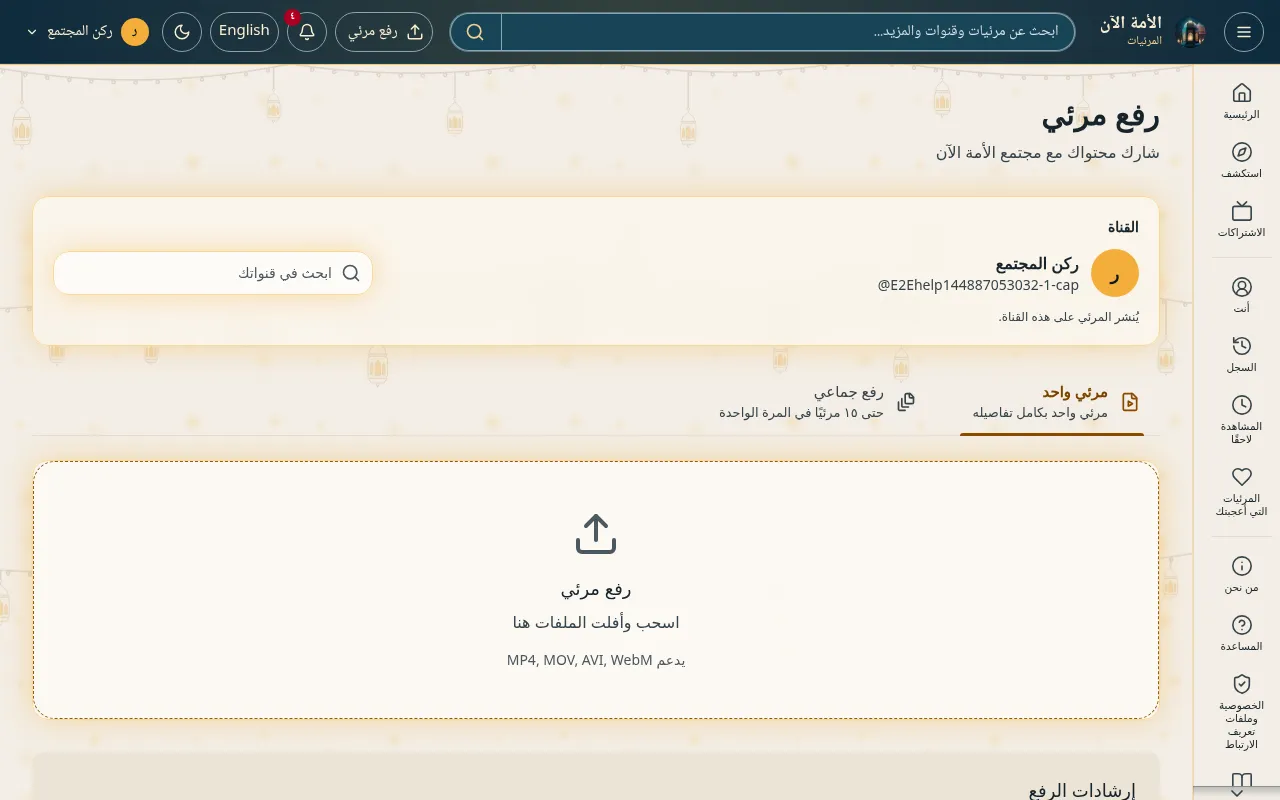 الأمة الآن
المرئيات
ابحث عن مرئيات وقنوات والمزيد...
رفع مرئي
٤
English
ر
ركن المجتمع
الرئيسية
استكشف
الاشتراكات
أنت
السجل
المشاهدة
لاحقًا
المرئيات
التي أعجبتك
من نحن
المساعدة
الخصوصية
وملفات
تعريف
الارتباط
رفع مرئي
شارك محتواك مع مجتمع الأمة الآن
القناة
ر
ركن المجتمع
@E2Ehelp144887053032-1-cap
يُنشر المرئي على هذه القناة.
ابحث في قنواتك
مرئي واحد
مرئي واحد بكامل تفاصيله
رفع جماعي
حتى ١٥ مرئيًا في المرة الواحدة
رفع مرئي
اسحب وأفلت الملفات هنا
يدعم MP4, MOV, AVI, WebM
إرشادات الرفع